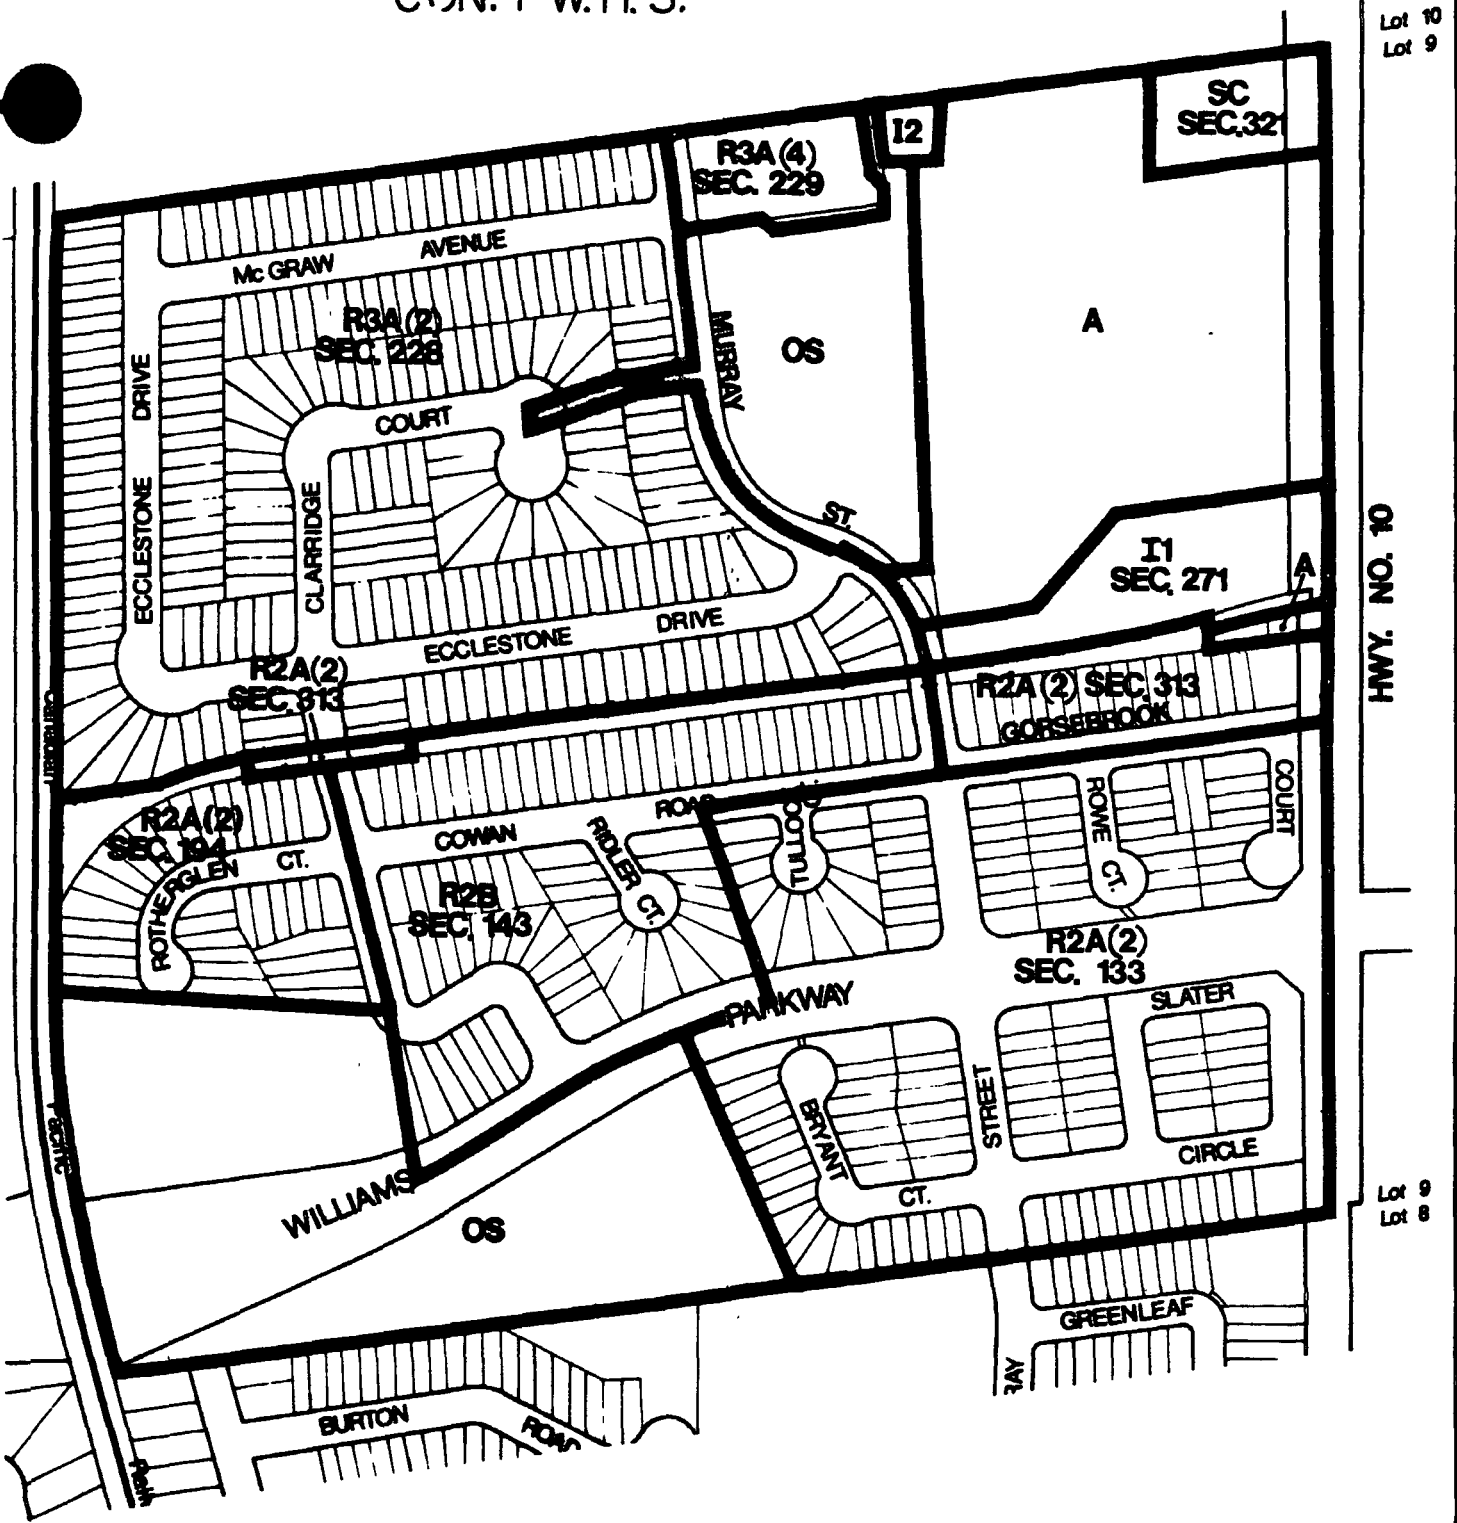 CON. 1 W.H.S.
Lot 10
Lot 9
SC
SEC. 321
I2
R3A(4)
SEC. 229
Mc GRAW AVENUE
R3A(2)
SEC. 228
MURRAY
OS
A
ECCLESTONE DRIVE
COURT
CLARRIDGE
ST.
HWY. NO. 10
I1
SEC. 271
A
ECCLESTONE DRIVE
R2A(2)
SEC. 313
R2A(2) SEC. 313
GORSEBROOK
COURT
R2A(2)
SEC. 194
ROTHERGLEN CT.
COWAN ROAD
RIDLER CT.
ROWE CT.
R2B
SEC. 143
R2A(2)
SEC. 133
PARKWAY
SLATER
STREET
BRYANT
CT.
CIRCLE
WILLIAMS
OS
Lot 9
Lot 8
GREENLEAF
BURTON ROAD